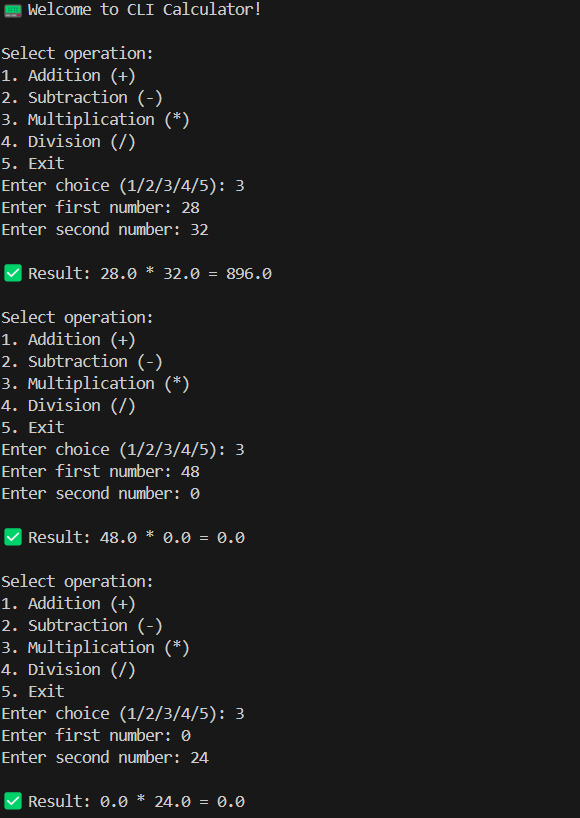 Welcome to CLI Calculator!
Select operation:
1. Addition (+)
2. Subtraction (-)
3. Multiplication (*)
4. Division (/)
5. Exit
Enter choice (1/2/3/4/5): 3
Enter first number: 28
Enter second number: 32
✅ Result: 28.0 * 32.0 = 896.0
Select operation:
1. Addition (+)
2. Subtraction (-)
3. Multiplication (*)
4. Division (/)
5. Exit
Enter choice (1/2/3/4/5): 3
Enter first number: 48
Enter second number: 0
✅ Result: 48.0 * 0.0 = 0.0
Select operation:
1. Addition (+)
2. Subtraction (-)
3. Multiplication (*)
4. Division (/)
5. Exit
Enter choice (1/2/3/4/5): 3
Enter first number: 0
Enter second number: 24
✅ Result: 0.0 * 24.0 = 0.0